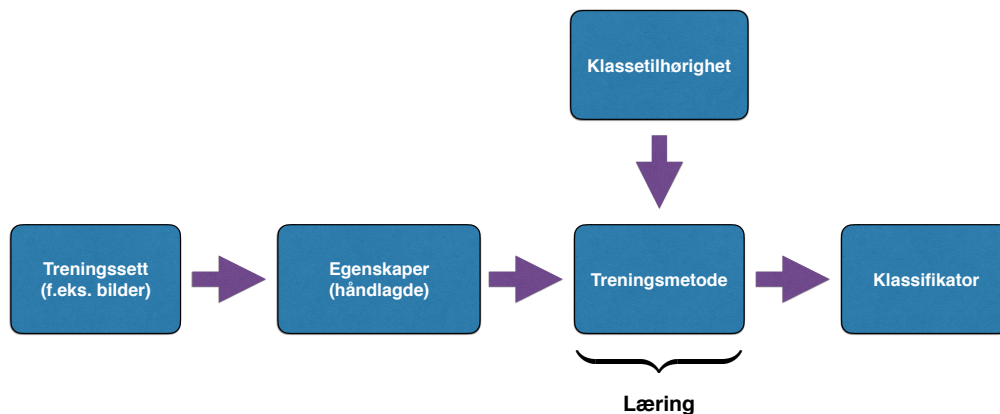 Klassetilhørighet
Treningssett
(f.eks. bilder)
Egenskaper
(håndlagde)
Treningsmetode
Klassifikator
Læring